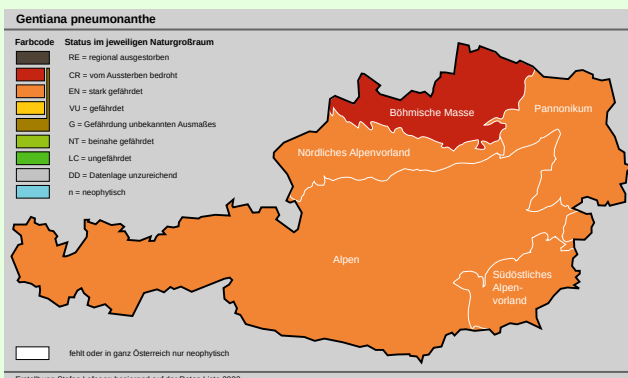 Gentiana pneumonanthe
Farbcode Status im jeweiligen Naturgroßraum
RE = regional ausgestorben
CR = vom Aussterben bedroht
EN = stark gefährdet
VU = gefährdet
G = Gefährdung unbekannten Ausmaßes
NT = beinahe gefährdet
LC = ungefährdet
DD = Datenlage unzureichend
n = neophytisch
Böhmische Masse
Pannonikum
Nördliches Alpenvorland
Alpen
Südöstliches
Alpen-
vorland
fehlt oder in ganz Österreich nur neophytisch